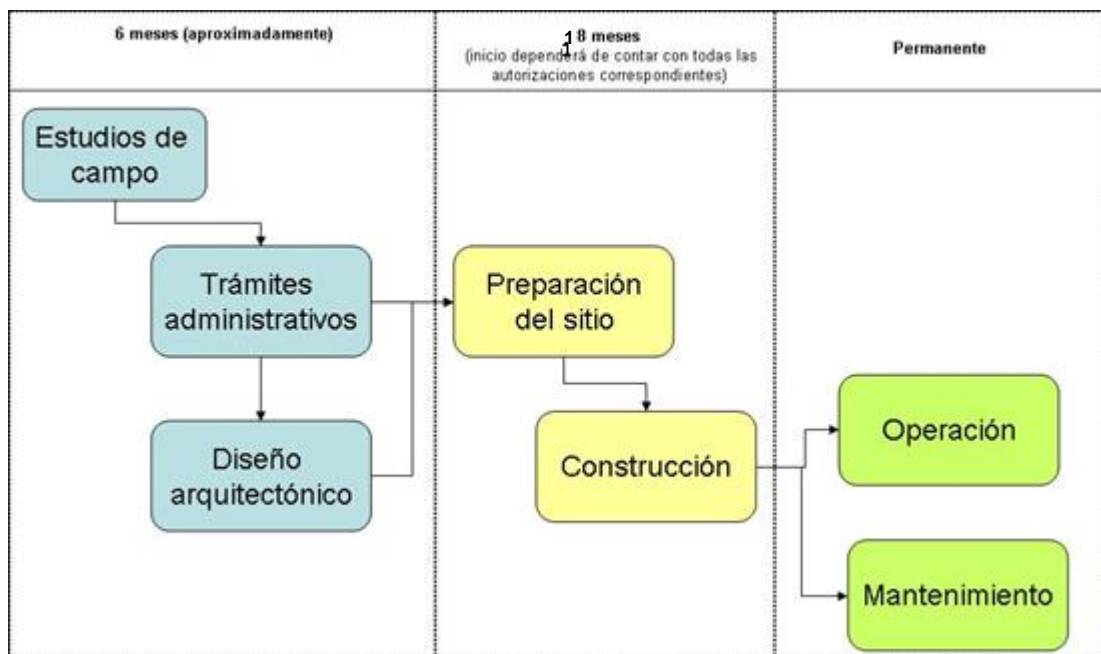 6 meses (aproximadamente)
18 meses
(inicio dependerá de contar con todas las
autorizaciones correspondientes)
Permanente
Estudios de
campo
Trámites
administrativos
Diseño
arquitectónico
Preparación
del sitio
Construcción
Operación
Mantenimiento